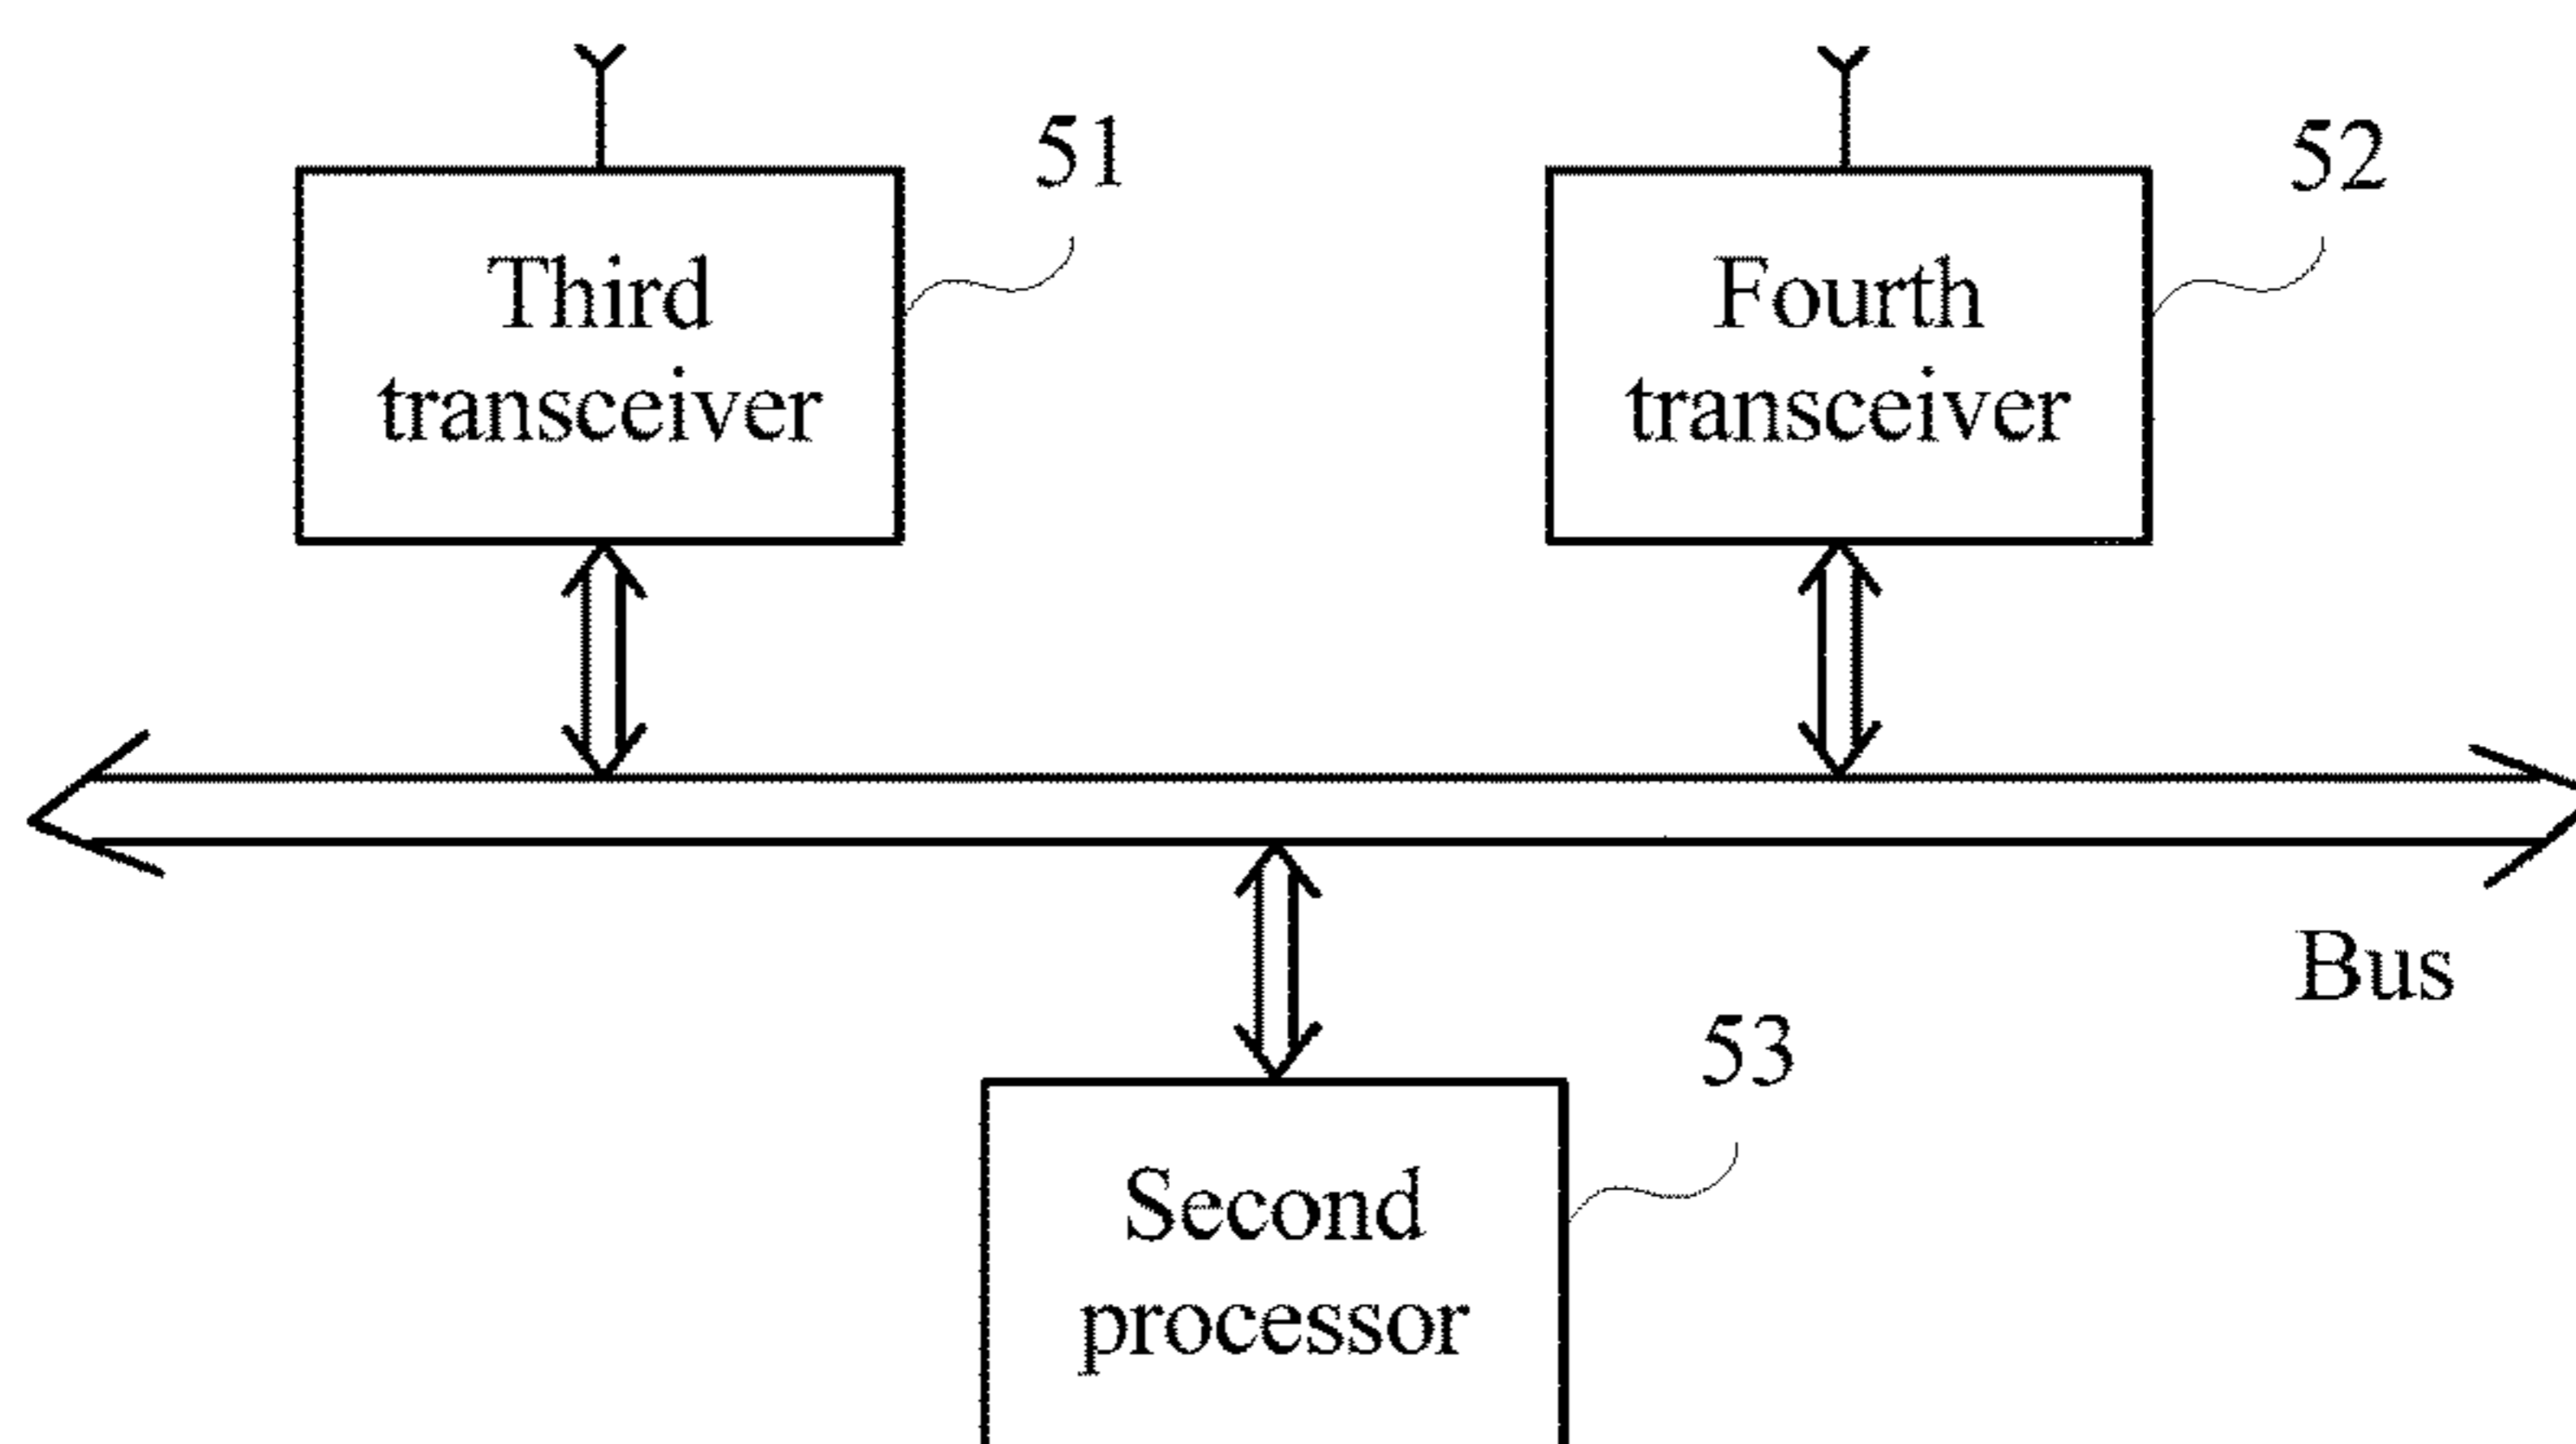 51
Third
transceiver
52
Fourth
transceiver
Bus
53
Second
processor